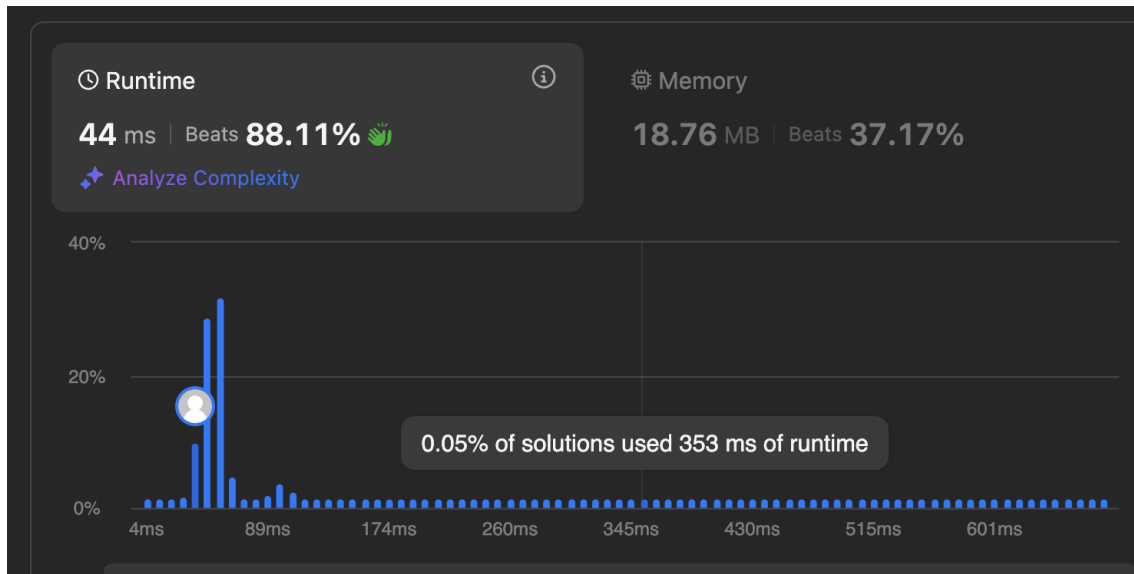 Runtime
44 ms | Beats 88.11%
Analyze Complexity
Memory
18.76 MB | Beats 37.17%
40%
20%
0%
0.05% of solutions used 353 ms of runtime
4ms 89ms 174ms 260ms 345ms 430ms 515ms 601ms